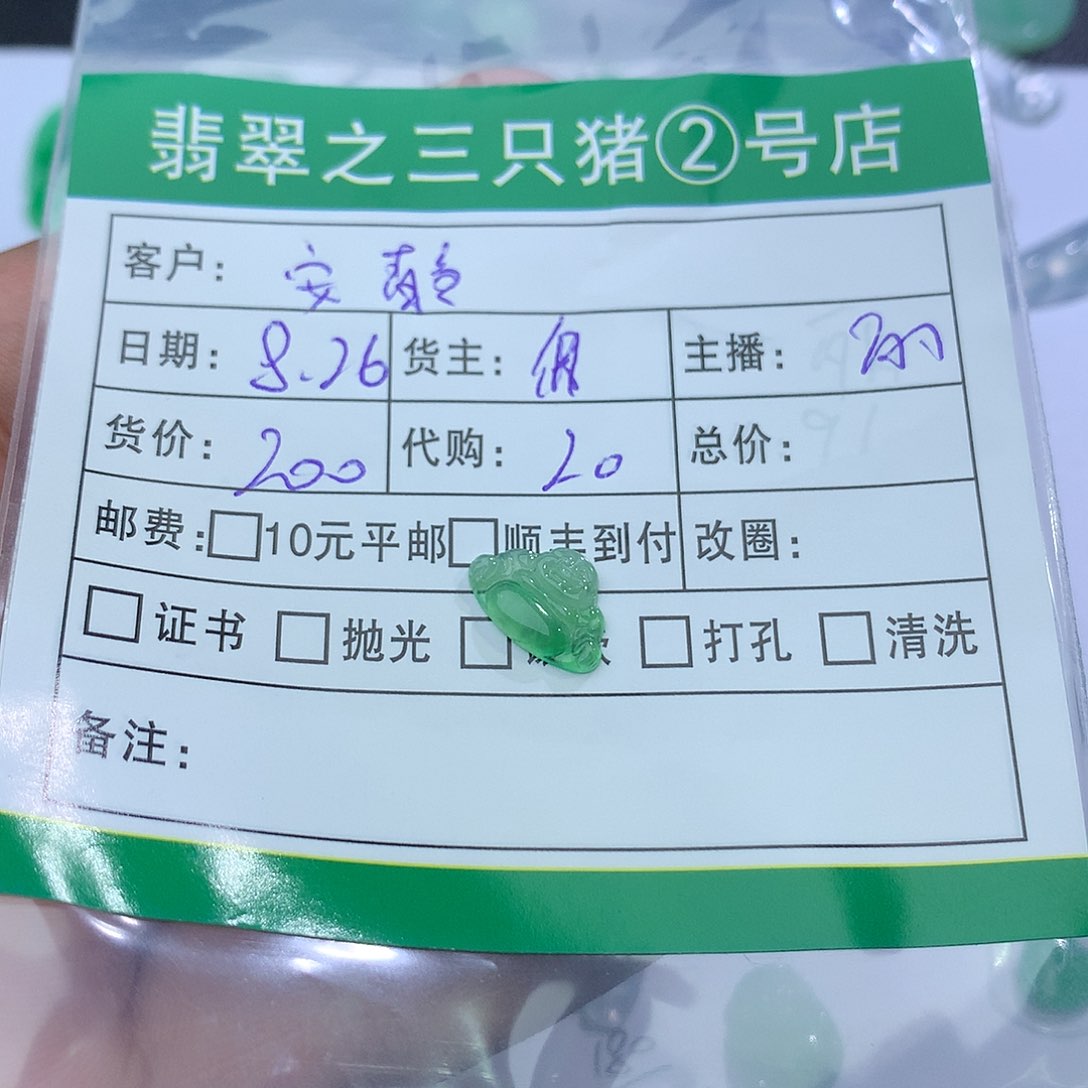 翡翠之三只猪②号店
客户：安静
日期：8.26 货主： 主播：
货价：200 代购：20 总价：
邮费：□10元平邮□顺丰到付 改圈：
□证书 □抛光 □ □打孔 □清洗
备注：